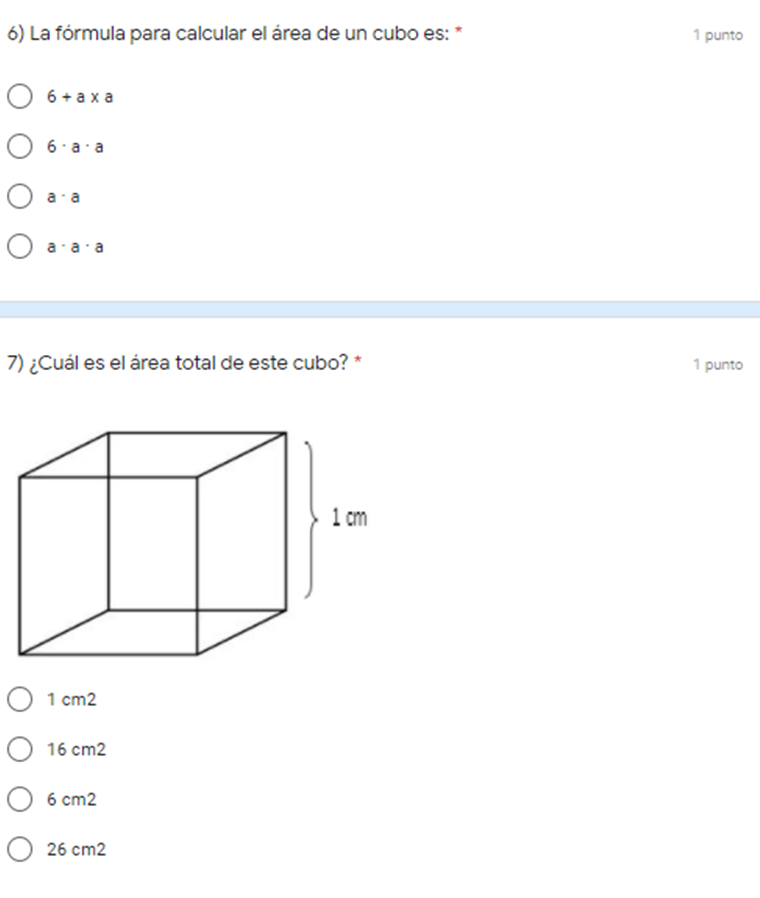 6) La fórmula para calcular el área de un cubo es: *
1 punto
6 + a x a
6 · a · a
a · a
a · a · a
7) ¿Cuál es el área total de este cubo? *
1 punto
1 cm
1 cm2
16 cm2
6 cm2
26 cm2